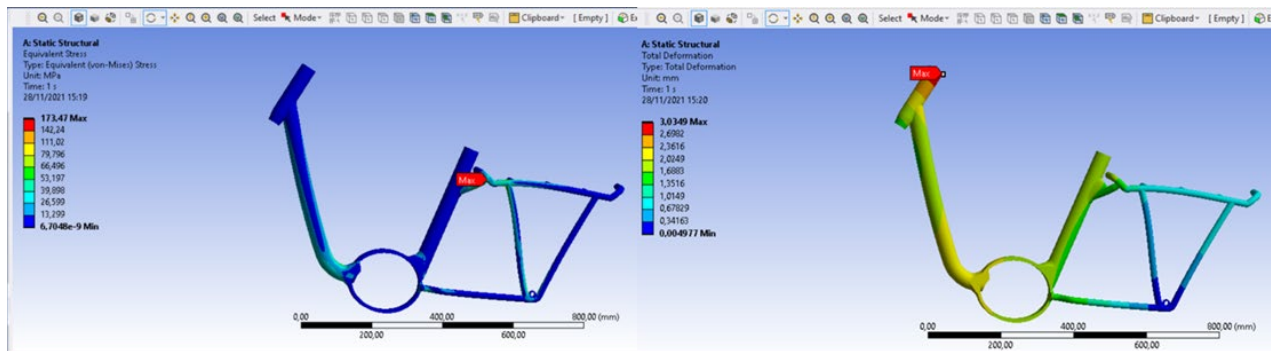 Select Mode Clipboard [ Empty ]
A: Static Structural
Equivalent Stress
Type: Equivalent (von-Mises) Stress
Unit: MPa
Time: 1 s
28/11/2021 15:19
173,47 Max
142,24
111,02
79,796
66,496
53,197
39,898
26,599
13,299
6,7048e-9 Min
Max
0,00 400,00 800,00 (mm)
200,00 600,00
Select Mode Clipboard [ Empty ]
A: Static Structural
Total Deformation
Type: Total Deformation
Unit: mm
Time: 1 s
28/11/2021 15:20
3,0349 Max
2,6982
2,3616
2,0249
1,6883
1,3516
1,0149
0,67829
0,34163
0,004977 Min
Max
0,00 400,00 800,00 (mm)
200,00 600,00